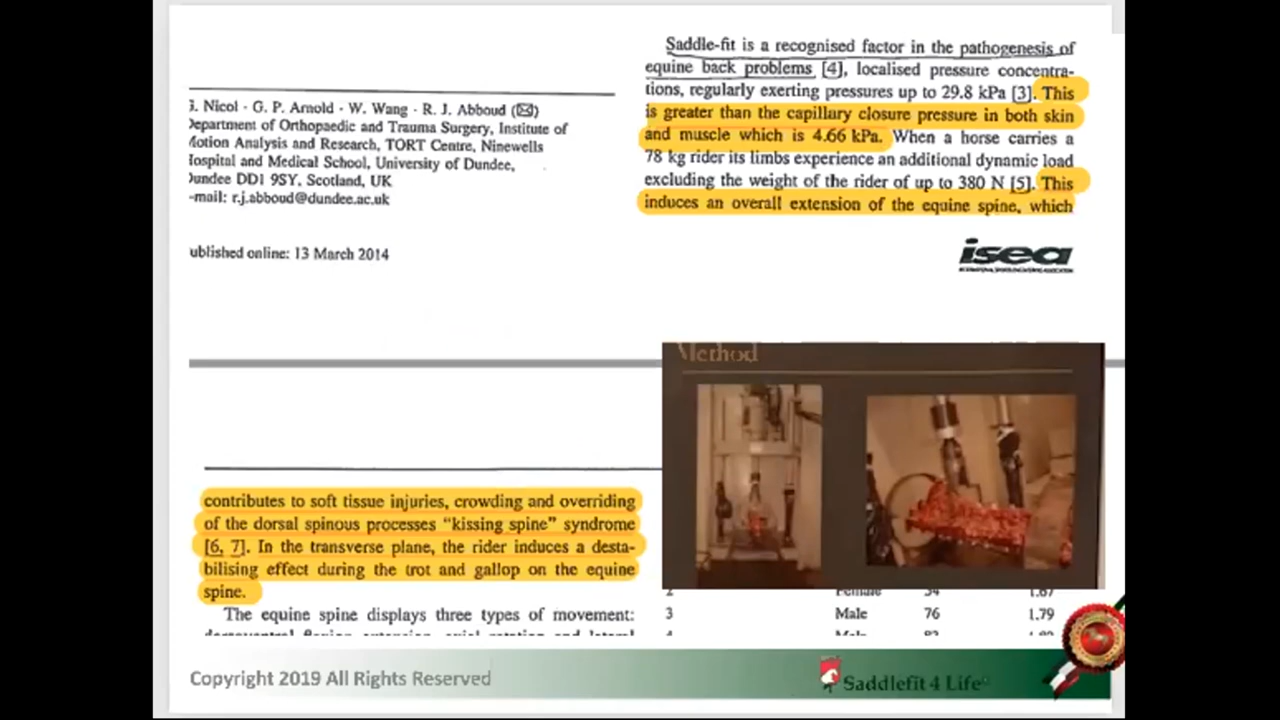 G. Nicol · G. P. Arnold · W. Wang · R. J. Abboud (✉)
Department of Orthopaedic and Trauma Surgery, Institute of
Motion Analysis and Research, TORT Centre, Ninewells
Hospital and Medical School, University of Dundee,
Dundee DD1 9SY, Scotland, UK
-mail: r.j.abboud@dundee.ac.uk
ublished online: 13 March 2014
Saddle-fit is a recognised factor in the pathogenesis of
equine back problems [4], localised pressure concentra-
tions, regularly exerting pressures up to 29.8 kPa [3]. This
is greater than the capillary closure pressure in both skin
and muscle which is 4.66 kPa. When a horse carries a
78 kg rider its limbs experience an additional dynamic load
excluding the weight of the rider of up to 380 N [5]. This
induces an overall extension of the equine spine, which
isea
INTERNATIONAL SPORTS ENGINEERING ASSOCIATION
Method
contributes to soft tissue injuries, crowding and overriding
of the dorsal spinous processes "kissing spine" syndrome
[6, 7]. In the transverse plane, the rider induces a desta-
bilising effect during the trot and gallop on the equine
spine.
The equine spine displays three types of movement:
2 Female 54 1.67
3 Male 76 1.79
Copyright 2019 All Rights Reserved
Saddlefit 4 Life